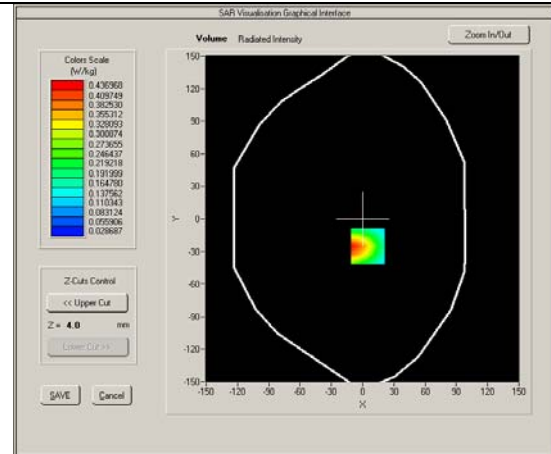 SAR Visualisation Graphical Interface
Volume Radiated Intensity
Zoom In/Out
Colors Scale
(W/kg)
0.436968
0.409749
0.382530
0.355312
0.328093
0.300874
0.273655
0.246437
0.219218
0.191999
0.164780
0.137562
0.110343
0.083124
0.055906
0.028687
150
120
90
60
30
0
-30
-60
-90
-120
-150
Y
-150 -120 -90 -60 -30 0 30 60 90 120 150
X
Z-Cuts Control
<< Upper Cut
Z = 4.0 mm
Lower Cut >>
SAVE Cancel